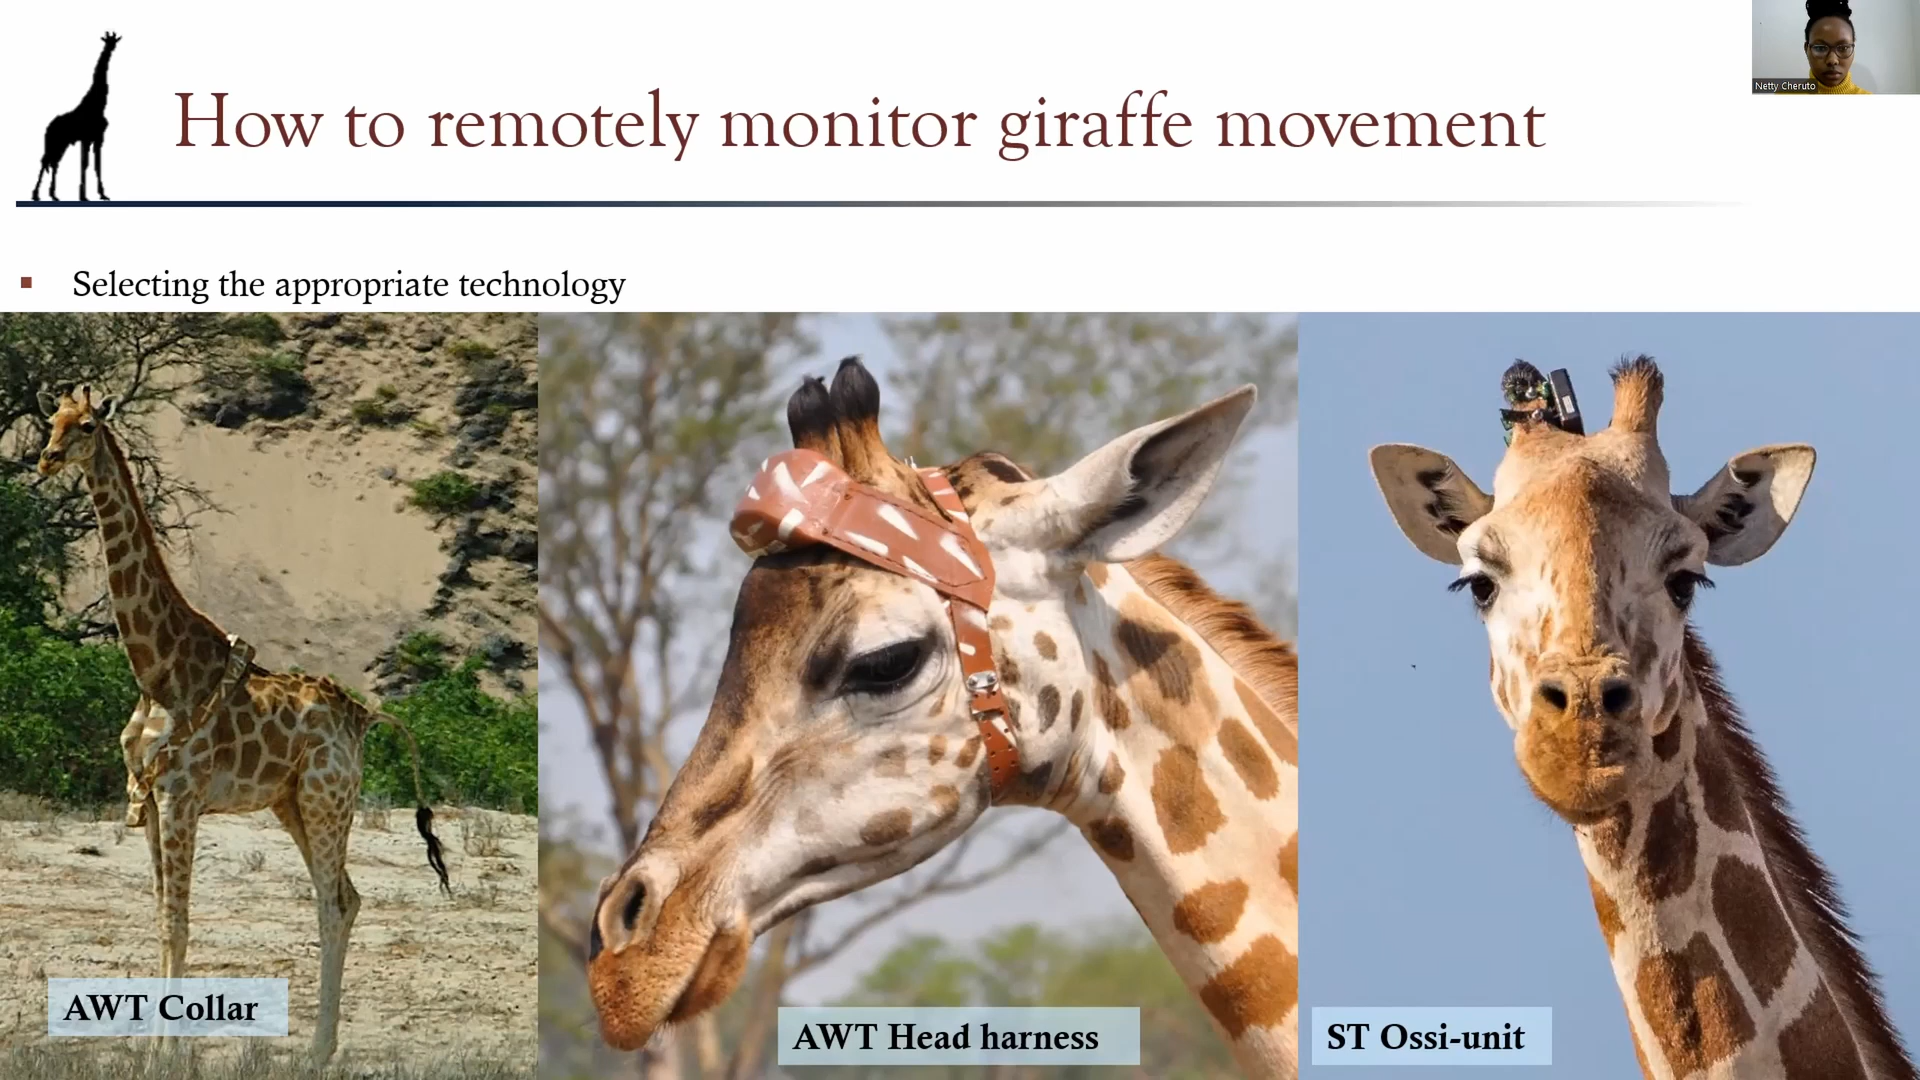 Netty Cheruto
How to remotely monitor giraffe movement
Selecting the appropriate technology
AWT Collar
AWT Head harness
ST Ossi-unit